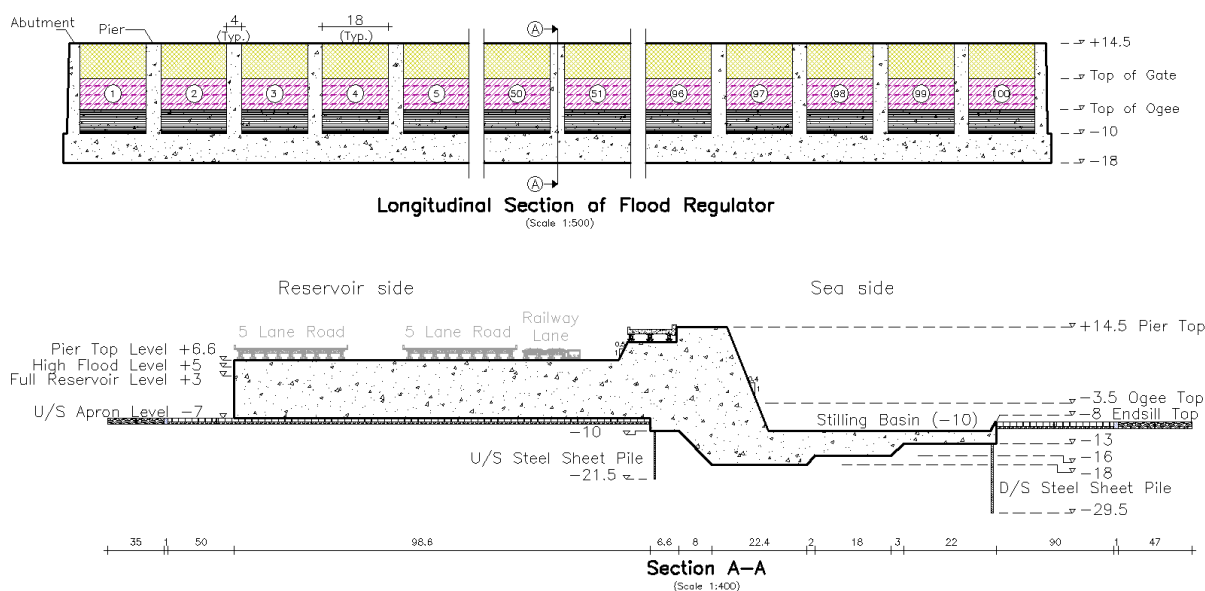 Abutment
Pier
4
(Typ.)
18
(Typ.)
A
+14.5
Top of Gate
1 2 3 4 5 50 51 96 97 98 99 100
Top of Ogee
-10
-18
A
Longitudinal Section of Flood Regulator
(Scale 1:500)
Reservoir side
Sea side
5 Lane Road
5 Lane Road
Railway
Lane
+14.5 Pier Top
Pier Top Level +6.6
High Flood Level +5
Full Reservoir Level +3
U/S Apron Level -7
-3.5 Ogee Top
-8 Endsill Top
Stilling Basin (-10)
-10
-13
U/S Steel Sheet Pile
-16
-21.5
-18
D/S Steel Sheet Pile
-29.5
35 1 50 98.6 6.6 8 22.4 2 18 3 22 90 1 47
Section A-A
(Scale 1:400)